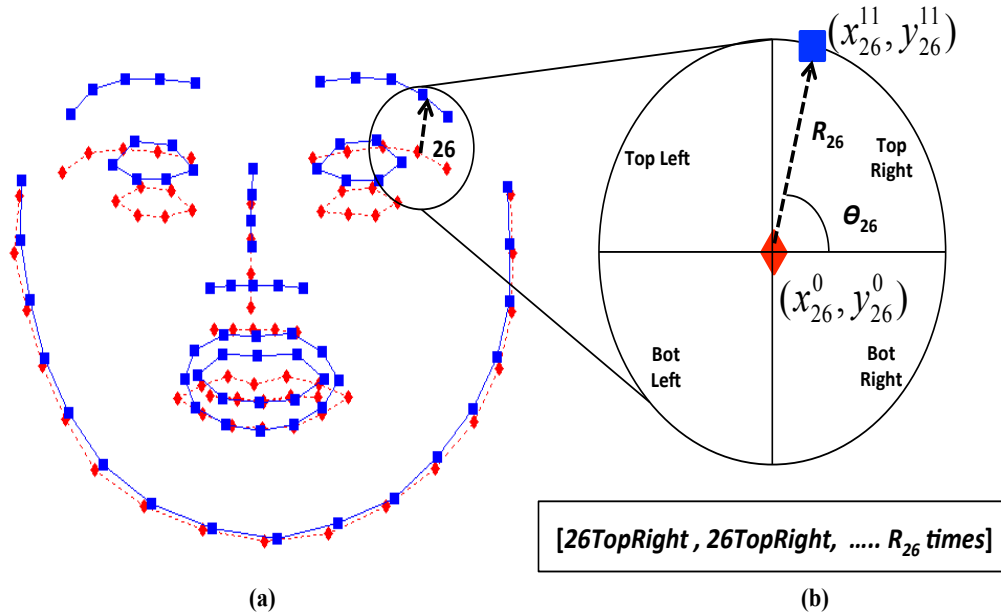 26
(x_{26}^{11}, y_{26}^{11})
R_{26}
Top Left
Top
Right
Θ_{26}
(x_{26}^{0}, y_{26}^{0})
Bot
Left
Bot
Right
[26TopRight , 26TopRight, ..... R_{26} times]
(a)
(b)